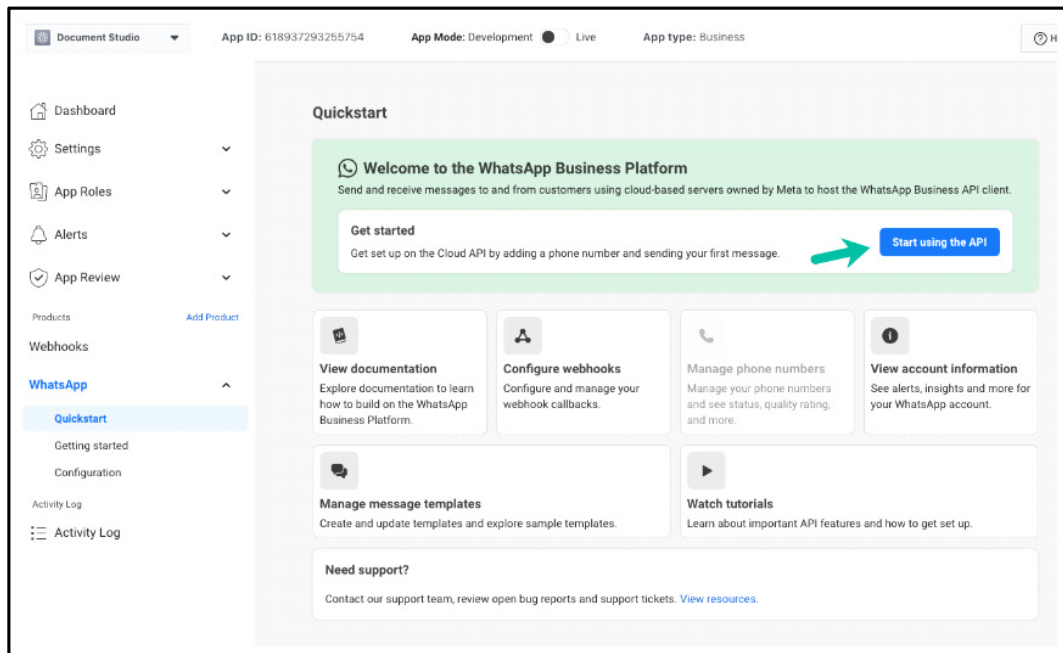 Document Studio
App ID: 618937293255754
App Mode: Development Live
App type: Business
H
Dashboard
Settings
App Roles
Alerts
App Review
Products Add Product
Webhooks
WhatsApp
Quickstart
Getting started
Configuration
Activity Log
Activity Log
Quickstart
Welcome to the WhatsApp Business Platform
Send and receive messages to and from customers using cloud-based servers owned by Meta to host the WhatsApp Business API client.
Get started
Get set up on the Cloud API by adding a phone number and sending your first message.
Start using the API
View documentation
Explore documentation to learn
how to build on the WhatsApp
Business Platform.
Configure webhooks
Configure and manage your
webhook callbacks.
Manage phone numbers
Manage your phone numbers
and see status, quality rating,
and more.
View account information
See alerts, insights and more for
your WhatsApp account.
Manage message templates
Create and update templates and explore sample templates.
Watch tutorials
Learn about important API features and how to get set up.
Need support?
Contact our support team, review open bug reports and support tickets. View resources.